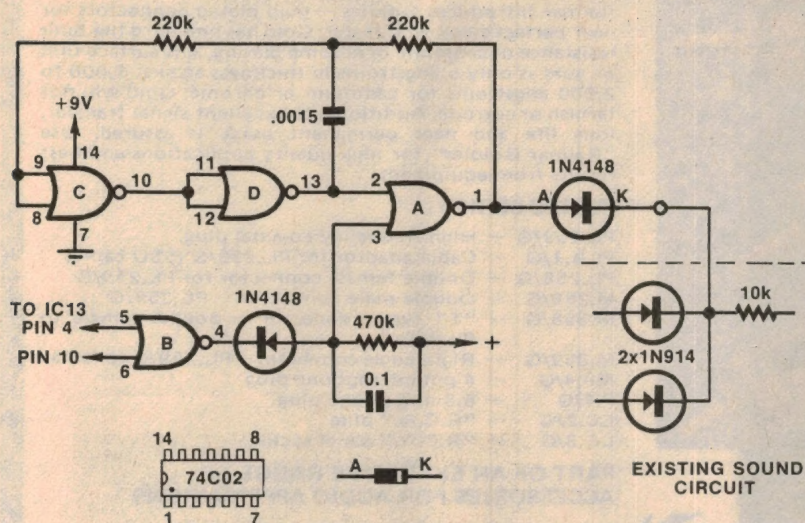 220k
220k
+9V
.0015
14
9
C
10
11
D
13
2
A
1
1N4148
A
K
8
12
3
7
TO IC13
PIN 4
5
B
4
1N4148
470k
+
10k
PIN 10
6
0.1
2x1N914
14
8
A
K
74C02
EXISTING SOUND
CIRCUIT
1
7